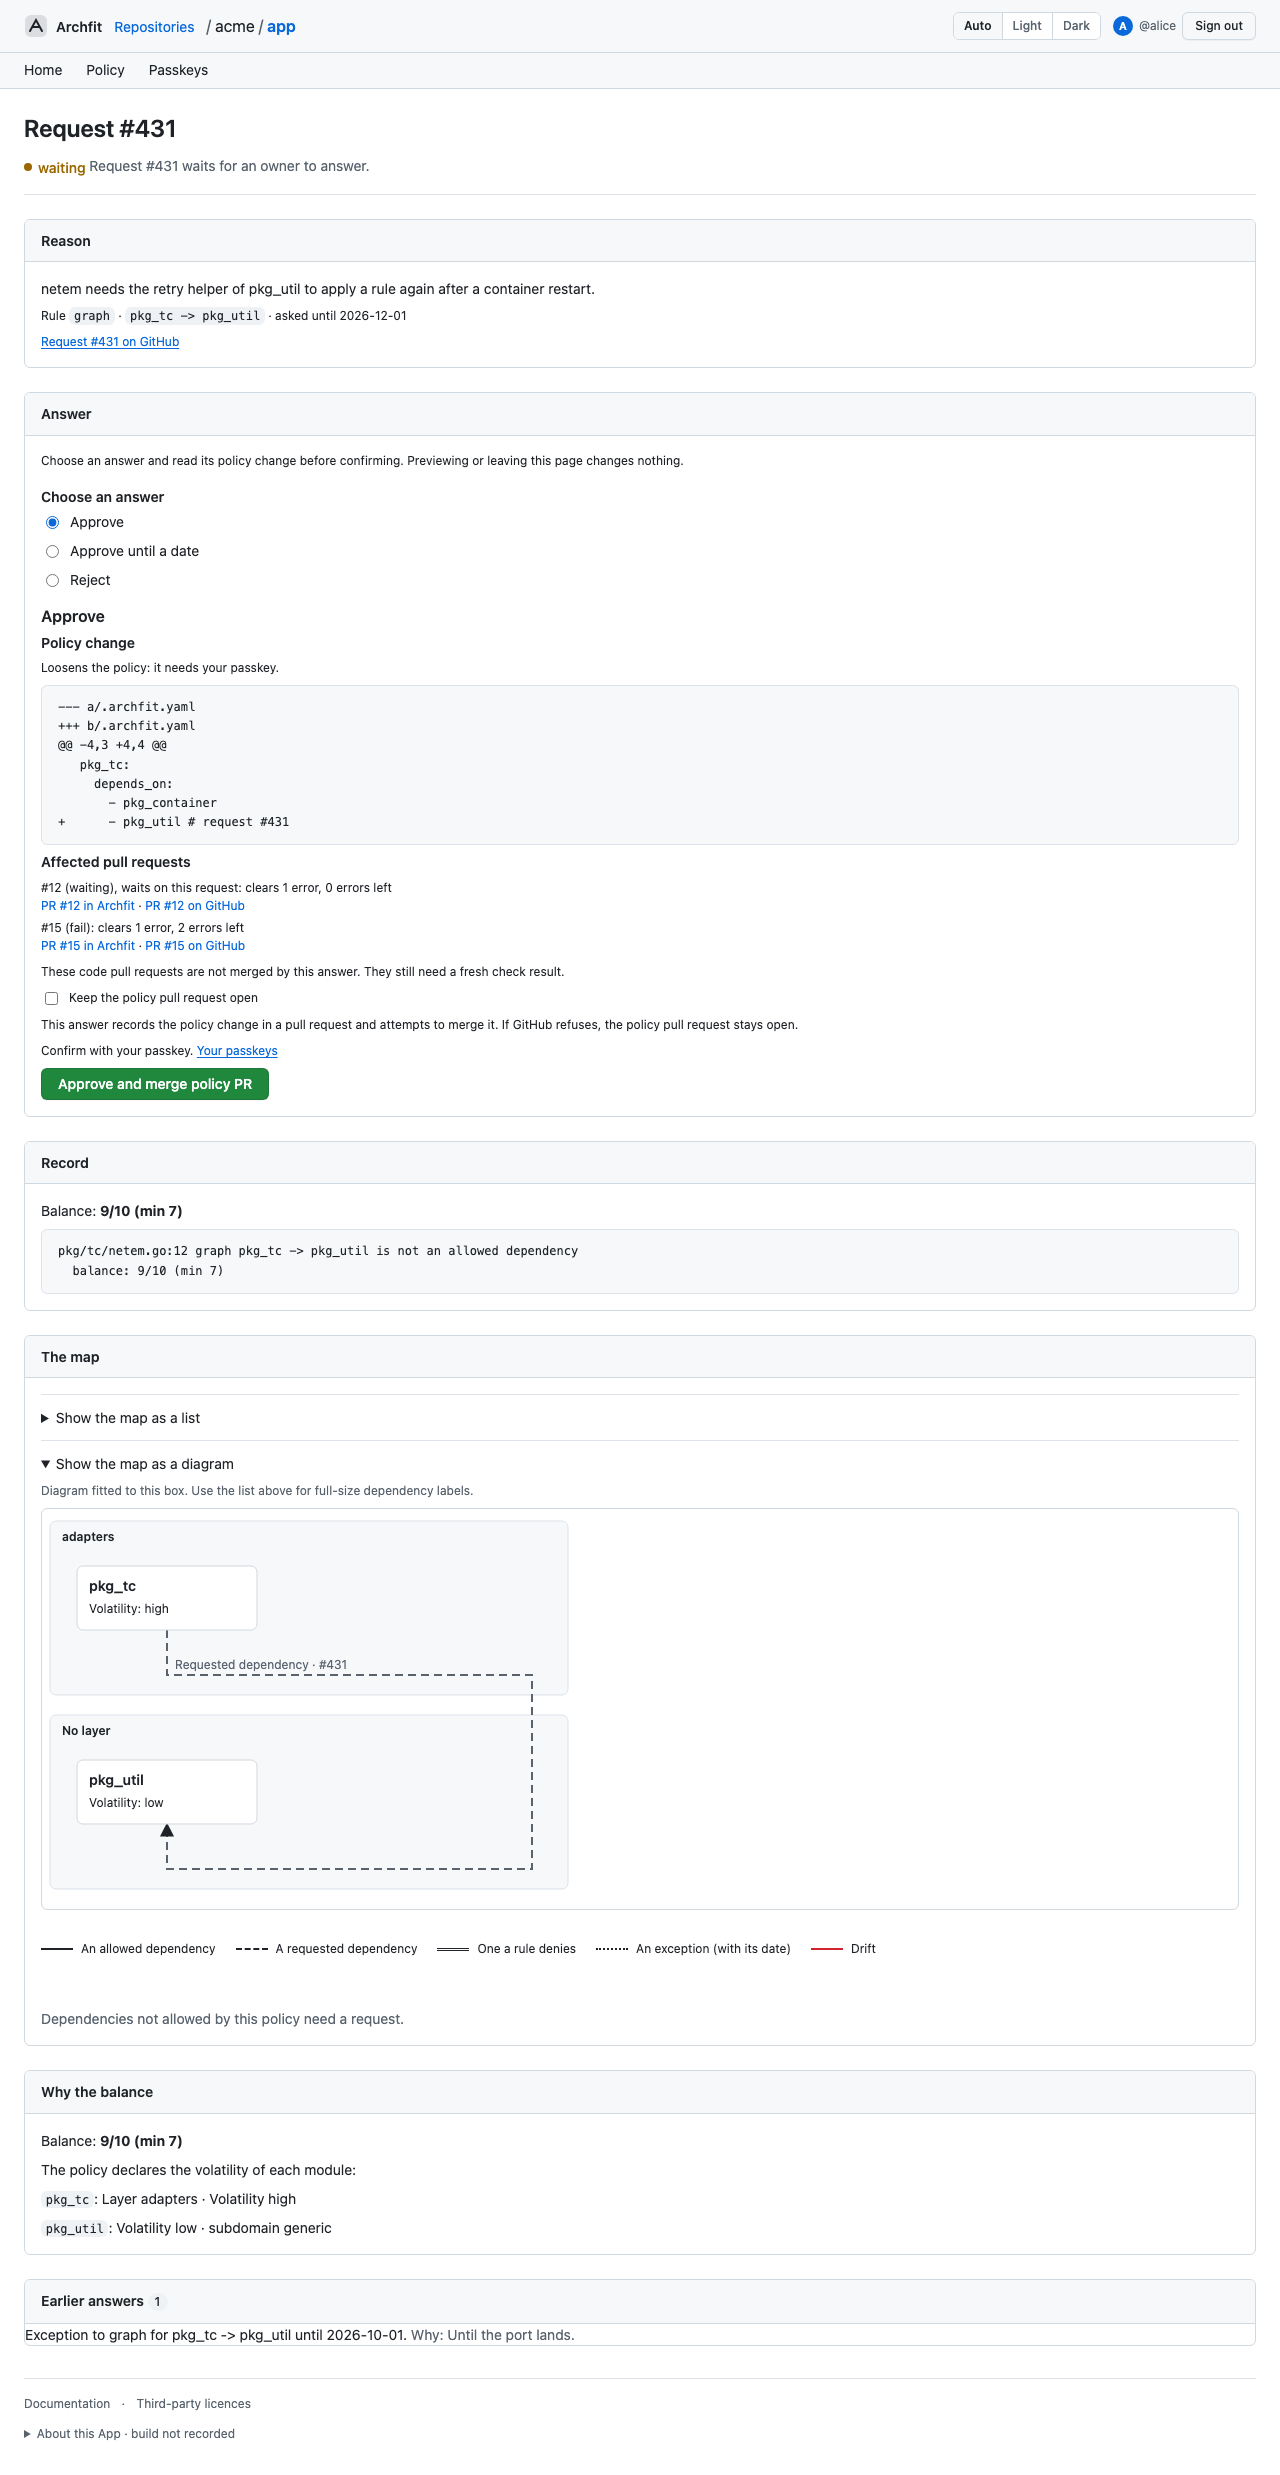 Archfit Repositories / acme / app Auto Light Dark A @alice Sign out
Home Policy Passkeys
Request #431
waiting Request #431 waits for an owner to answer.
Reason
netem needs the retry helper of pkg_util to apply a rule again after a container restart.
Rule graph · pkg_tc -> pkg_util · asked until 2026-12-01
Request #431 on GitHub
Answer
Choose an answer and read its policy change before confirming. Previewing or leaving this page changes nothing.
Choose an answer
Approve
Approve until a date
Reject
Approve
Policy change
Loosens the policy: it needs your passkey.
--- a/.archfit.yaml
+++ b/.archfit.yaml
@@ -4,3 +4,4 @@
   pkg_tc:
     depends_on:
       - pkg_container
+      - pkg_util # request #431
Affected pull requests
#12 (waiting), waits on this request: clears 1 error, 0 errors left
PR #12 in Archfit · PR #12 on GitHub
#15 (fail): clears 1 error, 2 errors left
PR #15 in Archfit · PR #15 on GitHub
These code pull requests are not merged by this answer. They still need a fresh check result.
Keep the policy pull request open
This answer records the policy change in a pull request and attempts to merge it. If GitHub refuses, the policy pull request stays open.
Confirm with your passkey. Your passkeys
Approve and merge policy PR
Record
Balance: 9/10 (min 7)
pkg/tc/netem.go:12 graph pkg_tc -> pkg_util is not an allowed dependency
  balance: 9/10 (min 7)
The map
Show the map as a list
Show the map as a diagram
Diagram fitted to this box. Use the list above for full-size dependency labels.
adapters
pkg_tc
Volatility: high
Requested dependency · #431
No layer
pkg_util
Volatility: low
An allowed dependency A requested dependency One a rule denies An exception (with its date) Drift
Dependencies not allowed by this policy need a request.
Why the balance
Balance: 9/10 (min 7)
The policy declares the volatility of each module:
pkg_tc: Layer adapters · Volatility high
pkg_util: Volatility low · subdomain generic
Earlier answers 1
Exception to graph for pkg_tc -> pkg_util until 2026-10-01. Why: Until the port lands.
Documentation · Third-party licences
About this App · build not recorded